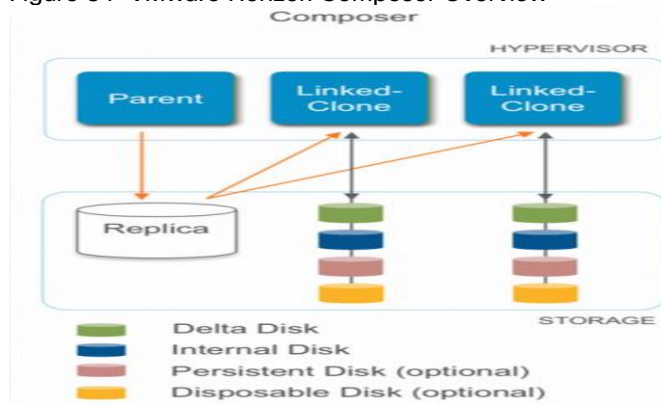 Composer
HYPERVISOR
Parent
Linked-
Clone
Linked-
Clone
Replica
STORAGE
Delta Disk
Internal Disk
Persistent Disk (optional)
Disposable Disk (optional)